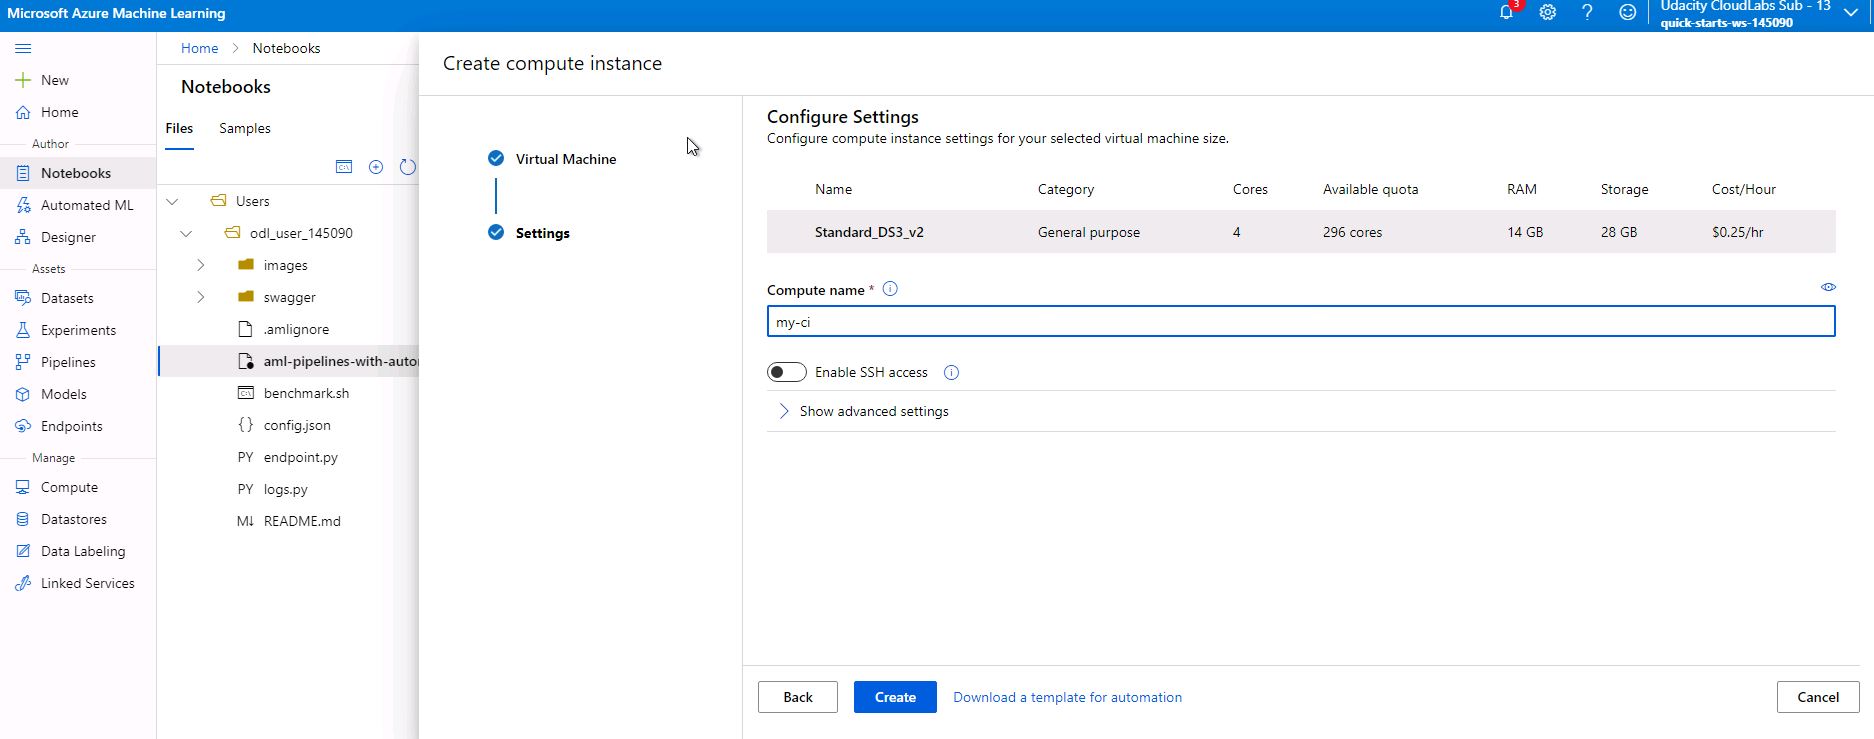 Microsoft Azure Machine Learning
3
Udacity CloudLabs Sub - 13
quick-starts-ws-145090
New
Home
Author
Notebooks
Automated ML
Designer
Assets
Datasets
Experiments
Pipelines
Models
Endpoints
Manage
Compute
Datastores
Data Labeling
Linked Services
Home > Notebooks
Notebooks
Files Samples
Users
odl_user_145090
images
swagger
.amlignore
aml-pipelines-with-auto
benchmark.sh
{ } config.json
PY endpoint.py
PY logs.py
M↓ README.md
Create compute instance
Virtual Machine
Settings
Configure Settings
Configure compute instance settings for your selected virtual machine size.
Name Category Cores Available quota RAM Storage Cost/Hour
Standard_DS3_v2 General purpose 4 296 cores 14 GB 28 GB $0.25/hr
Compute name *
my-ci
Enable SSH access
Show advanced settings
Back Create Download a template for automation Cancel